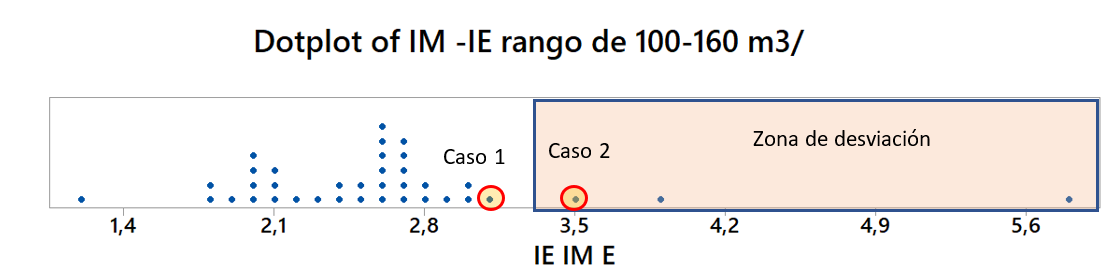 Dotplot of IM -IE rango de 100-160 m3/
Zona de desviación
Caso 1
Caso 2
1,4 2,1 2,8 3,5 4,2 4,9 5,6
IE IM E